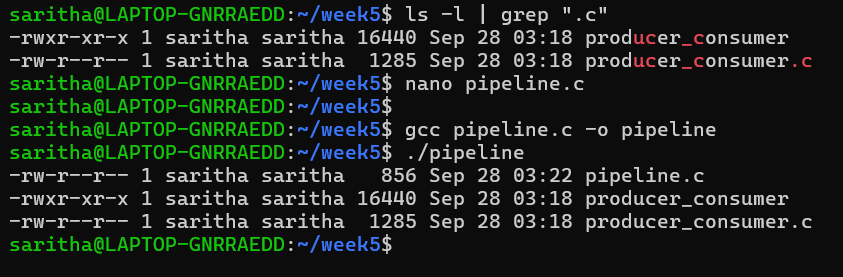 saritha@LAPTOP-GNRRAEDD:~/week5$ ls -l | grep ".c"
-rwxr-xr-x 1 saritha saritha 16440 Sep 28 03:18 producer_consumer
-rw-r--r-- 1 saritha saritha  1285 Sep 28 03:18 producer_consumer.c
saritha@LAPTOP-GNRRAEDD:~/week5$ nano pipeline.c
saritha@LAPTOP-GNRRAEDD:~/week5$
saritha@LAPTOP-GNRRAEDD:~/week5$ gcc pipeline.c -o pipeline
saritha@LAPTOP-GNRRAEDD:~/week5$ ./pipeline
-rw-r--r-- 1 saritha saritha   856 Sep 28 03:22 pipeline.c
-rwxr-xr-x 1 saritha saritha 16440 Sep 28 03:18 producer_consumer
-rw-r--r-- 1 saritha saritha  1285 Sep 28 03:18 producer_consumer.c
saritha@LAPTOP-GNRRAEDD:~/week5$